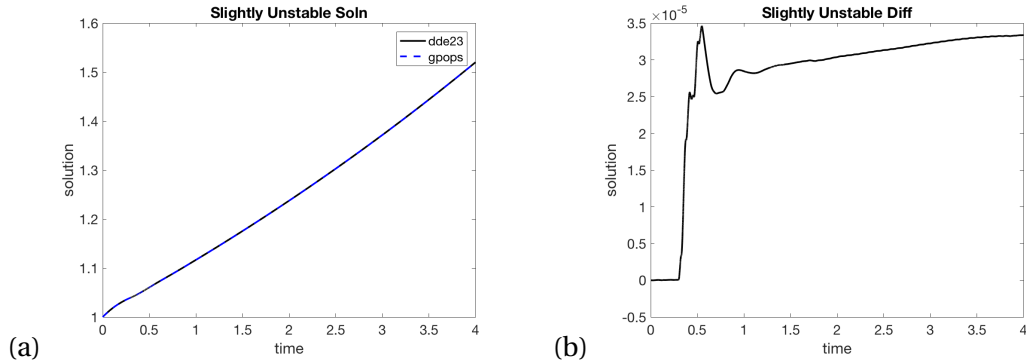 Slightly Unstable Soln
1.6
1.5
1.4
1.3
1.2
1.1
1
solution
0 0.5 1 1.5 2 2.5 3 3.5 4
time
dde23
gpops
(a)
Slightly Unstable Diff
×10-5
3.5
3
2.5
2
1.5
1
0.5
0
-0.5
solution
0 0.5 1 1.5 2 2.5 3 3.5 4
time
(b)